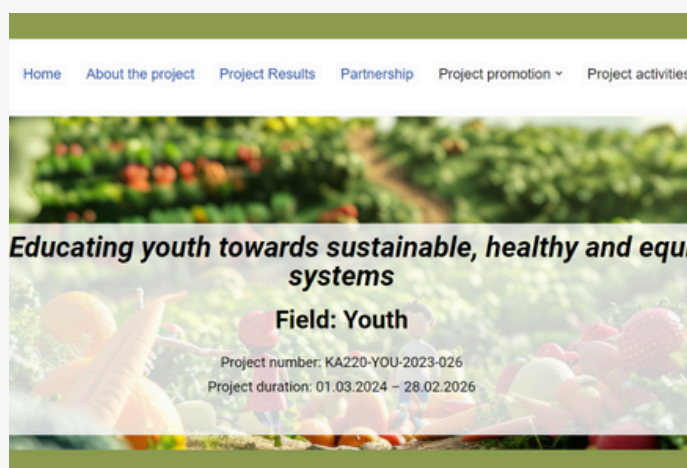 Home About the project Project Results Partnership Project promotion Project activities
Educating youth towards sustainable, healthy and equi
systems
Field: Youth
Project number: KA220-YOU-2023-026
Project duration: 01.03.2024 – 28.02.2026